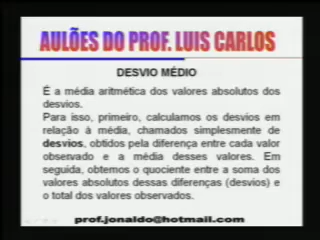 AULÕES DO PROF. LUIS CARLOS
DESVIO MÉDIO
É a média aritmética dos valores absolutos dos
desvios.
Para isso, primeiro, calculamos os desvios em
relação à média, chamados simplesmente de
desvios, obtidos pela diferença entre cada valor
observado e a média desses valores. Em
seguida, obtemos o quociente entre a soma dos
valores absolutos dessas diferenças (desvios) e
o total dos valores observados.
prof.jonaldo@hotmail.com